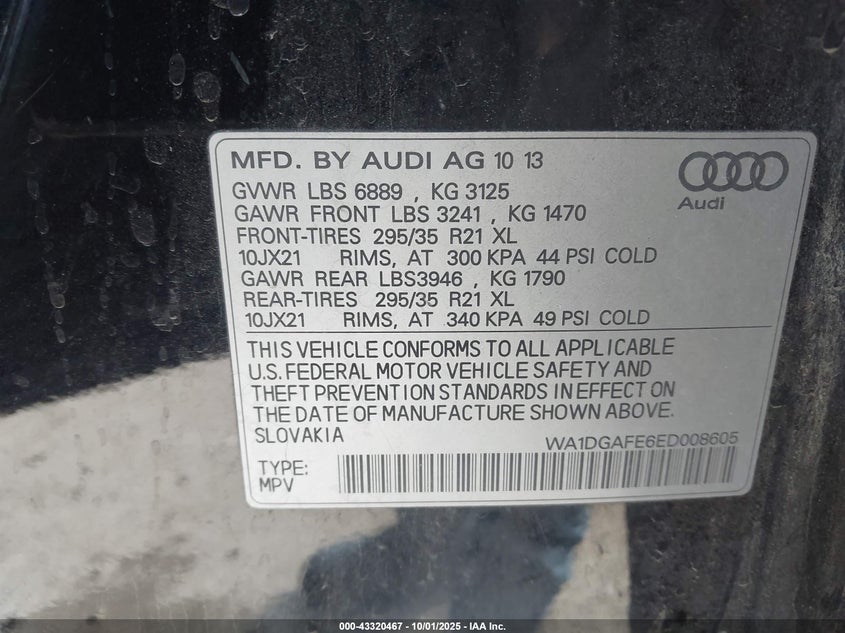 MFD. BY AUDI AG 10 13
Audi
GVWR LBS 6889 , KG 3125
GAWR FRONT LBS 3241 , KG 1470
FRONT-TIRES 295/35 R21 XL
10JX21 RIMS, AT 300 KPA 44 PSI COLD
GAWR REAR LBS3946 , KG 1790
REAR-TIRES 295/35 R21 XL
10JX21 RIMS, AT 340 KPA 49 PSI COLD
THIS VEHICLE CONFORMS TO ALL APPLICABLE
U.S. FEDERAL MOTOR VEHICLE SAFETY AND
THEFT PREVENTION STANDARDS IN EFFECT ON
THE DATE OF MANUFACTURE SHOWN ABOVE.
SLOVAKIA
WA1DGAFE6ED008605
TYPE:
MPV
000-43320467 - 10/01/2025 - IAA Inc.